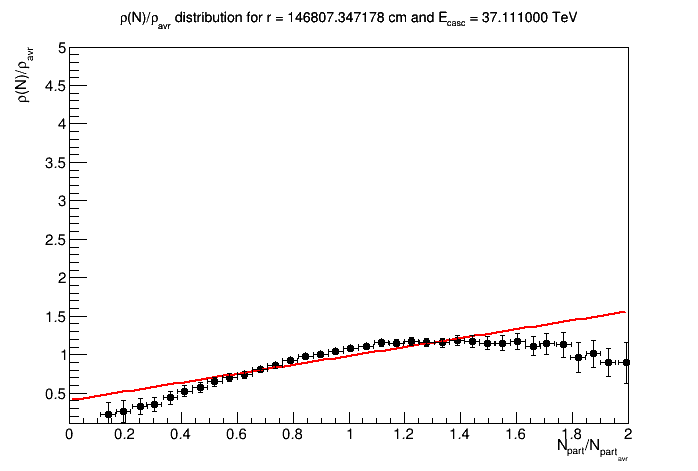 ρ(N)/ρavr distribution for r = 146807.347178 cm and Ecasc = 37.111000 TeV
ρ(N)/ρavr
5
4.5
4
3.5
3
2.5
2
1.5
1
0.5
0 0.2 0.4 0.6 0.8 1 1.2 1.4 1.6 1.8 2
Npart/Npartavr